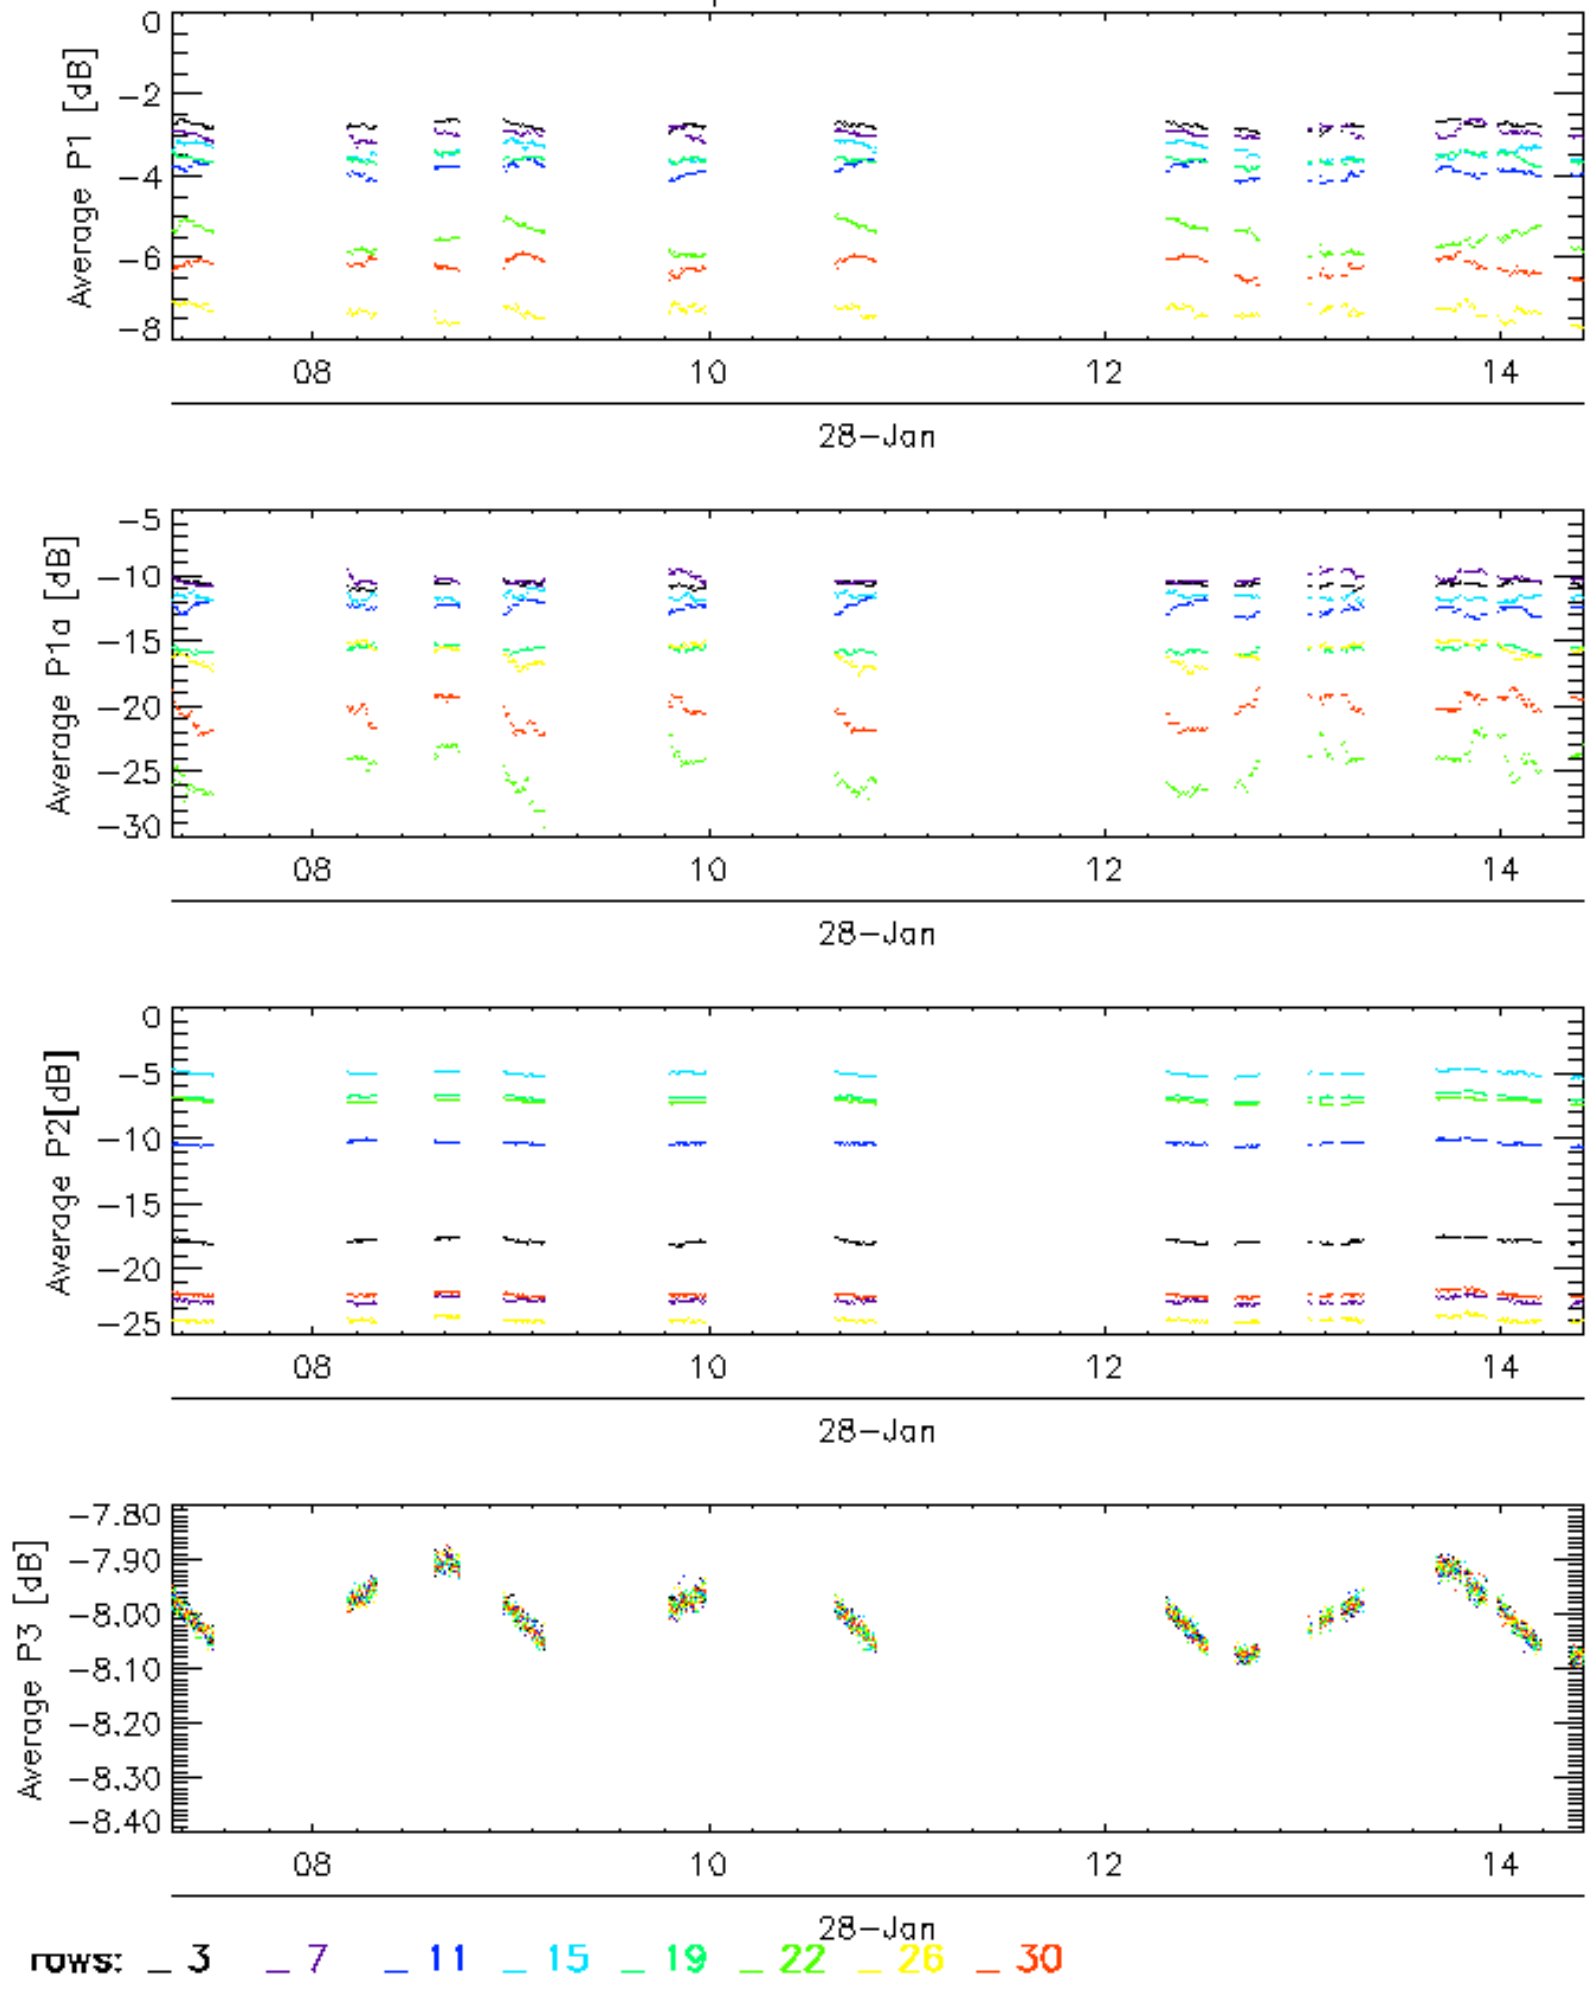 Average P1 [dB]
0
−2
−4
−6
−8
08 10 12 14
28−Jan
Average P1a [dB]
−5
−10
−15
−20
−25
−30
08 10 12 14
28−Jan
Average P2[dB]
0
−5
−10
−15
−20
−25
08 10 12 14
28−Jan
Average P3 [dB]
−7.80
−7.90
−8.00
−8.10
−8.20
−8.30
−8.40
08 10 12 14
28−Jan
rows: _ 3 _ 7 _ 11 _ 15 _ 19 _ 22 _ 26 _ 30